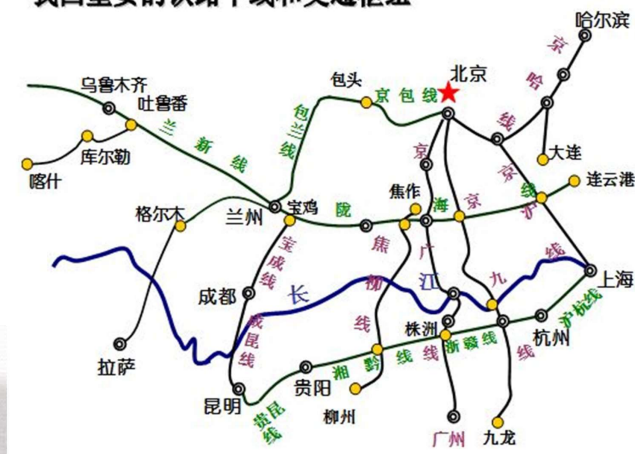 我国重要的铁路干线和交通枢纽
哈尔滨
京
哈
线
北京
包头
京包线
乌鲁木齐
吐鲁番
兰新线
包兰线
库尔勒
喀什
大连
连云港
京
沪
线
焦作
京
广
线
陇
海
线
格尔木
兰州
宝鸡
宝成线
焦
柳
线
京
九
线
长
江
成都
成昆线
上海
沪杭线
杭州
株洲
浙赣线
拉萨
贵阳
湘黔线
昆明
贵昆线
柳州
广州
九龙